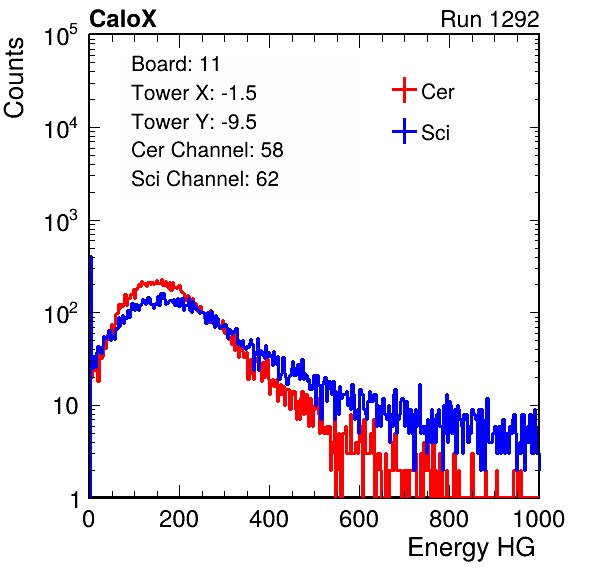 CaloX Run 1292
Counts
Board: 11
Tower X: -1.5
Tower Y: -9.5
Cer Channel: 58
Sci Channel: 62
Cer
Sci
10^5
10^4
10^3
10^2
10
1
0 200 400 600 800 1000
Energy HG